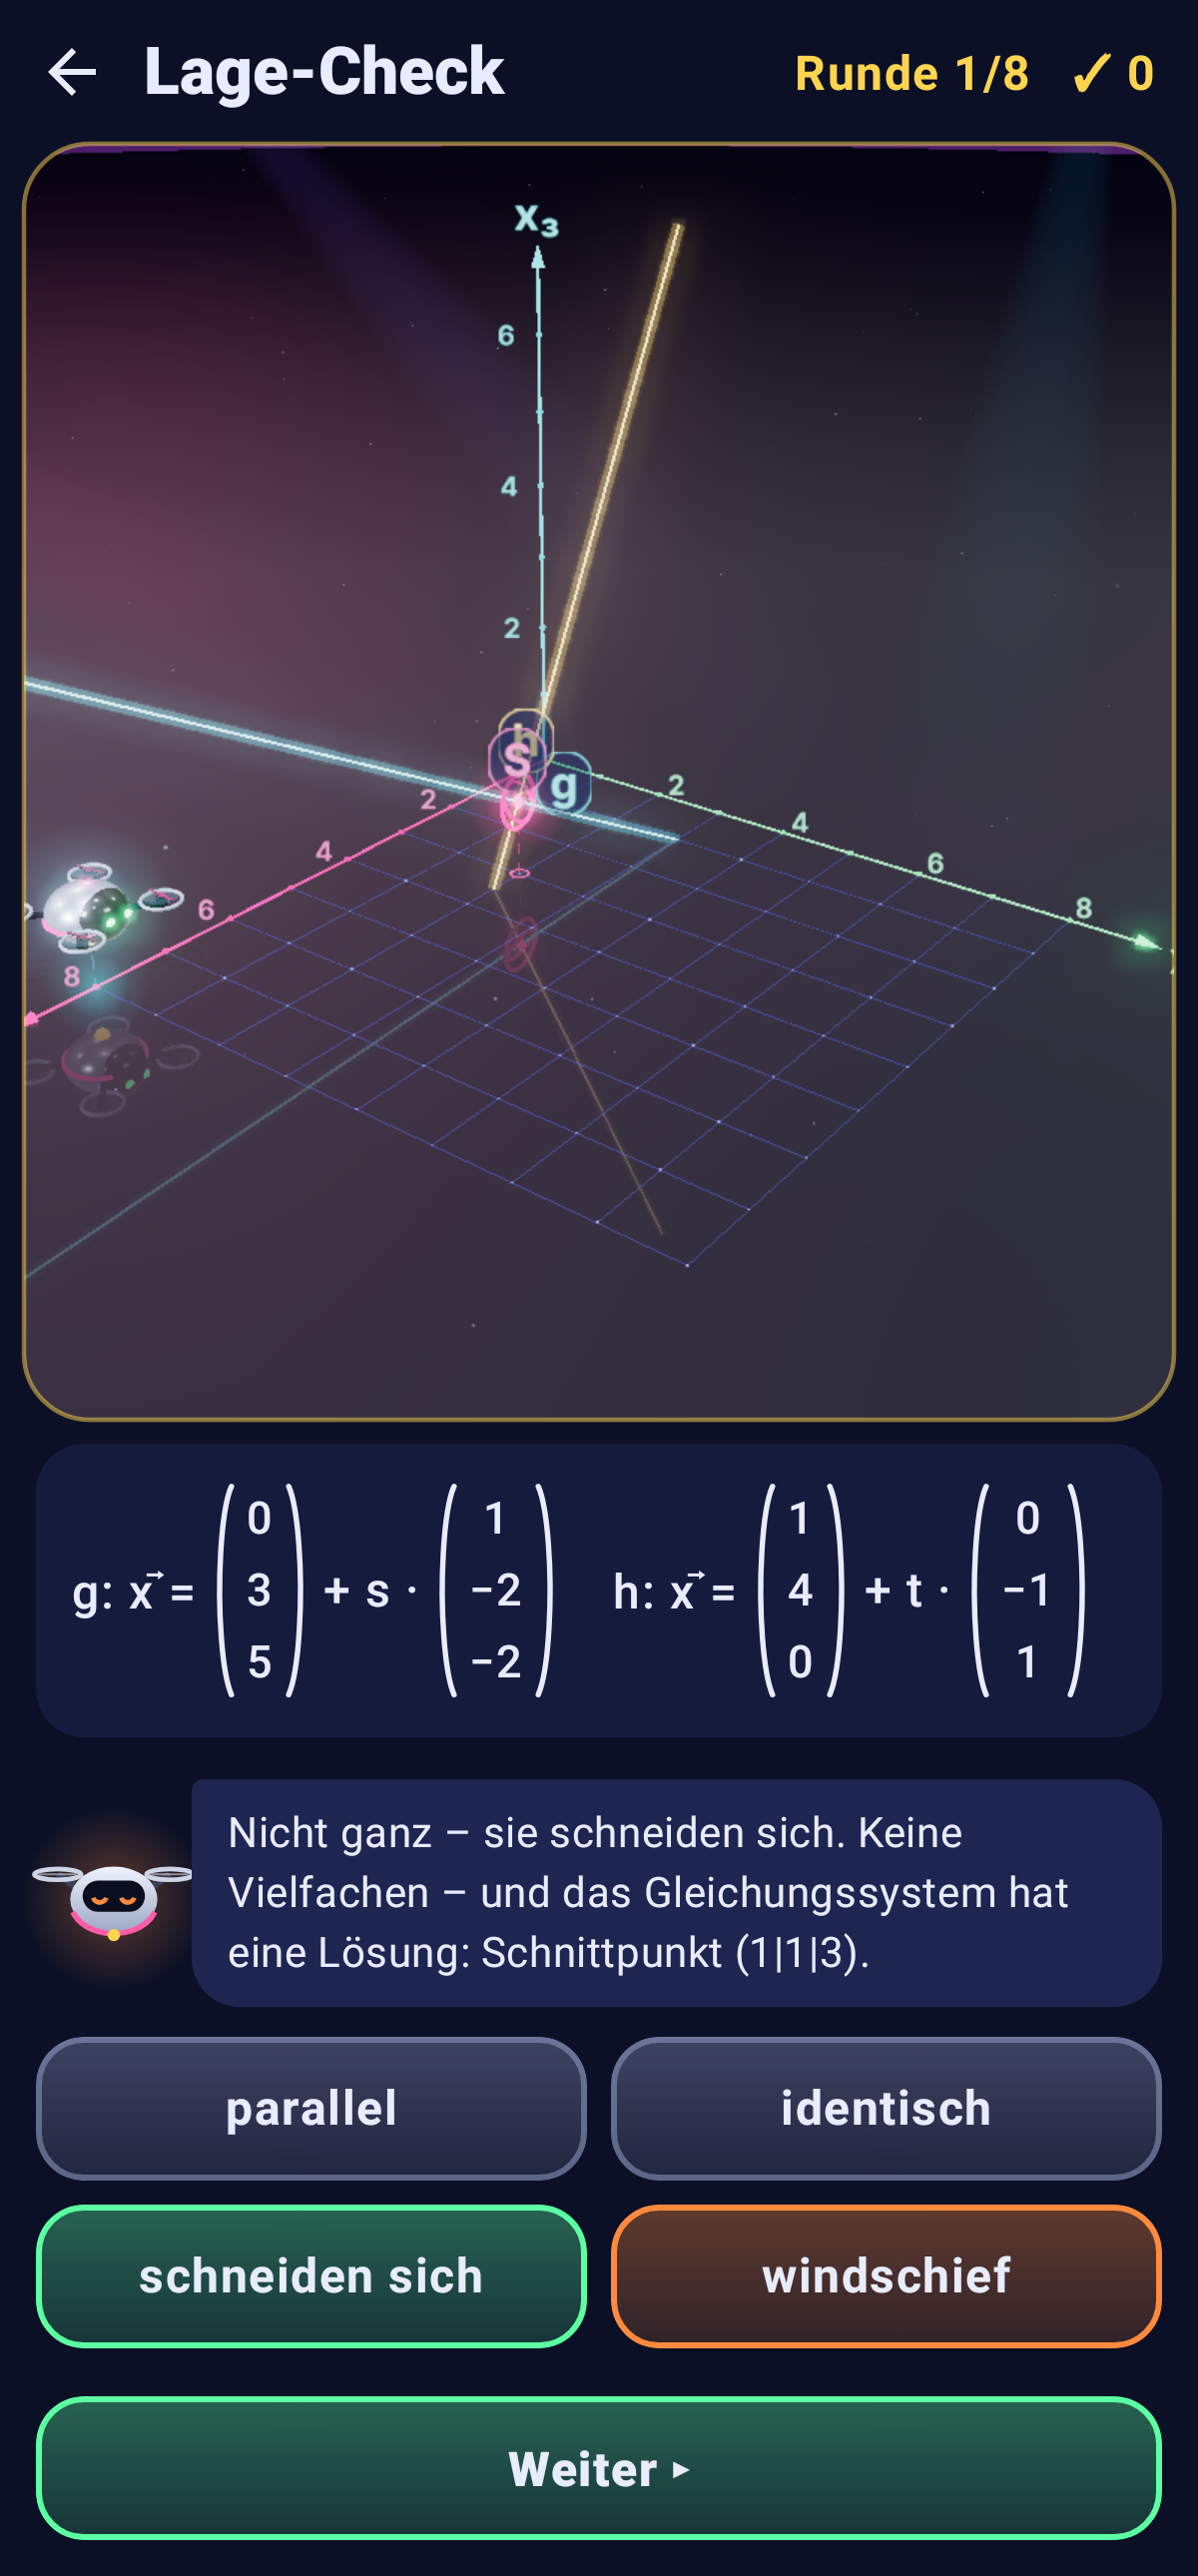 Lage-Check
Runde 1/8 ✓ 0
x₃
6
4
2
h
S
g
2
4
6
8
2
4
6
8
g: x⃗ = (0 3 5) + s · (1 −2 −2) h: x⃗ = (1 4 0) + t · (0 −1 1)
Nicht ganz – sie schneiden sich. Keine
Vielfachen – und das Gleichungssystem hat
eine Lösung: Schnittpunkt (1|1|3).
parallel
identisch
schneiden sich
windschief
Weiter ▸